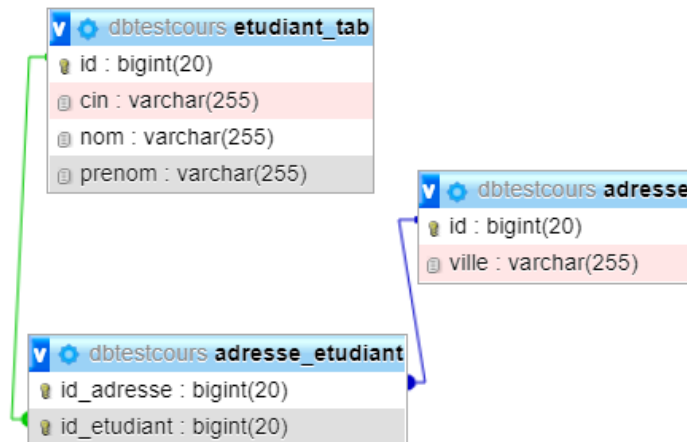 v dbtestcours etudiant_tab
id : bigint(20)
cin : varchar(255)
nom : varchar(255)
prenom : varchar(255)
v dbtestcours adresse
id : bigint(20)
ville : varchar(255)
v dbtestcours adresse_etudiant
id_adresse : bigint(20)
id_etudiant : bigint(20)